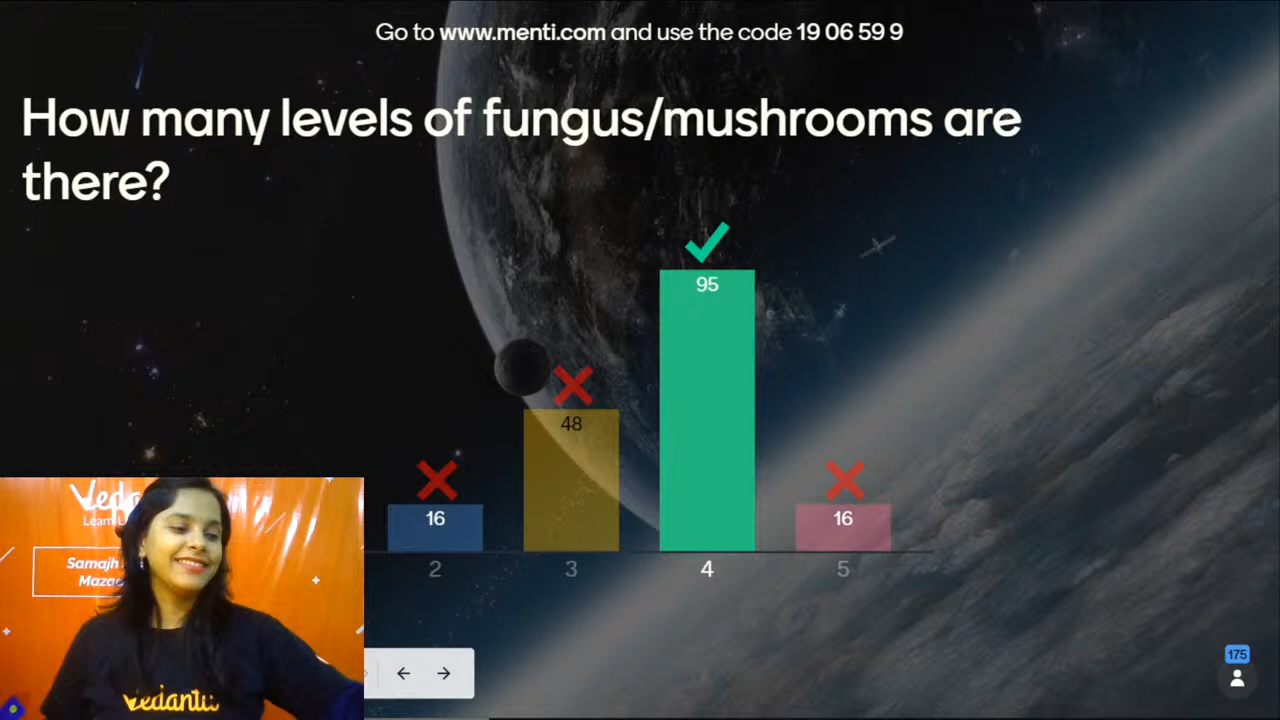 Go to www.menti.com and use the code 19 06 59 9
How many levels of fungus/mushrooms are
there?
95
48
16
16
2
3
4
5
Learn
Samajh
175